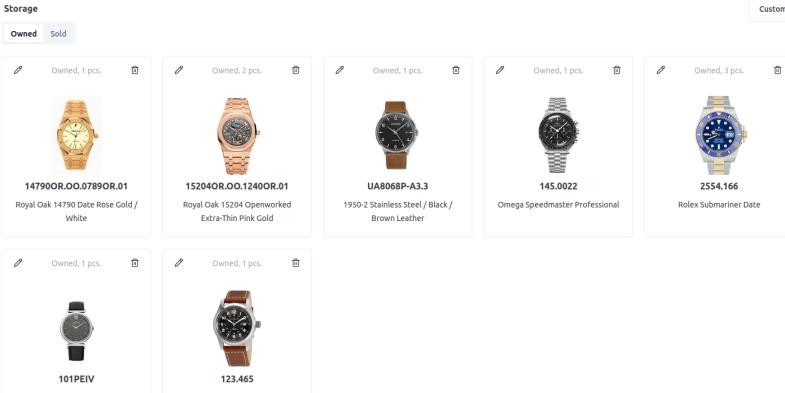 Storage
Custom
Owned Sold
Owned, 1 pcs.
14790OR.OO.0789OR.01
Royal Oak 14790 Date Rose Gold /
White
Owned, 2 pcs.
15204OR.OO.1240OR.01
Royal Oak 15204 Openworked
Extra-Thin Pink Gold
Owned, 1 pcs.
UA8068P-A3.3
1950-2 Stainless Steel / Black /
Brown Leather
Owned, 1 pcs.
145.0022
Omega Speedmaster Professional
Owned, 3 pcs.
2554.166
Rolex Submariner Date
Owned, 1 pcs.
101PEIV
Owned, 1 pcs.
123.465